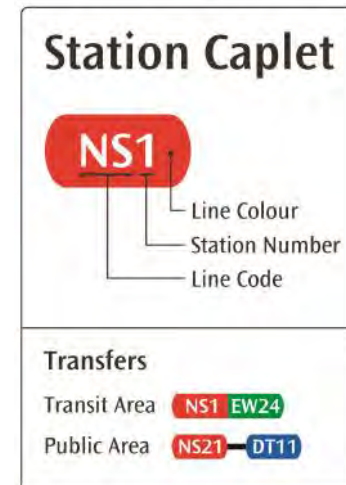 Station Caplet
NS1
Line Colour
Station Number
Line Code
Transfers
Transit Area NS1 EW24
Public Area NS21 DT11